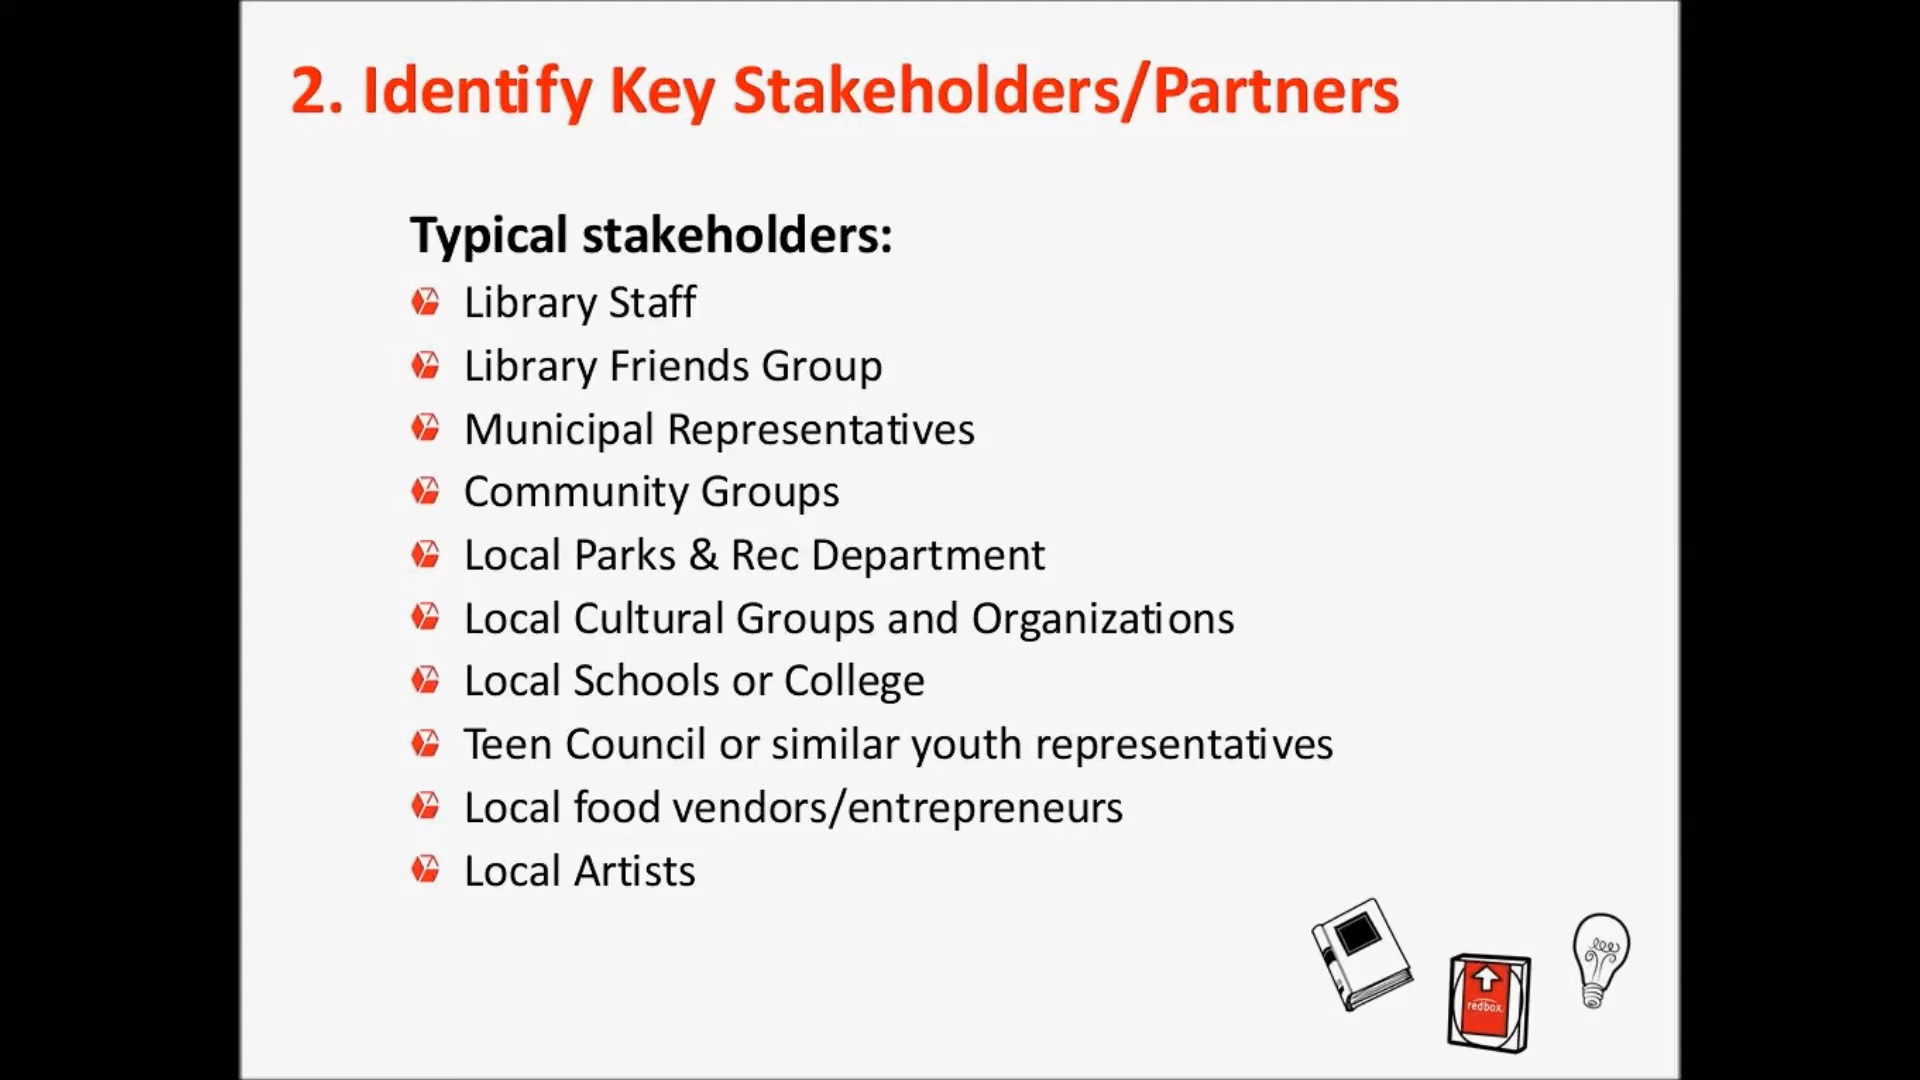 2. Identify Key Stakeholders/Partners
Typical stakeholders:
Library Staff
Library Friends Group
Municipal Representatives
Community Groups
Local Parks & Rec Department
Local Cultural Groups and Organizations
Local Schools or College
Teen Council or similar youth representatives
Local food vendors/entrepreneurs
Local Artists
redbox.